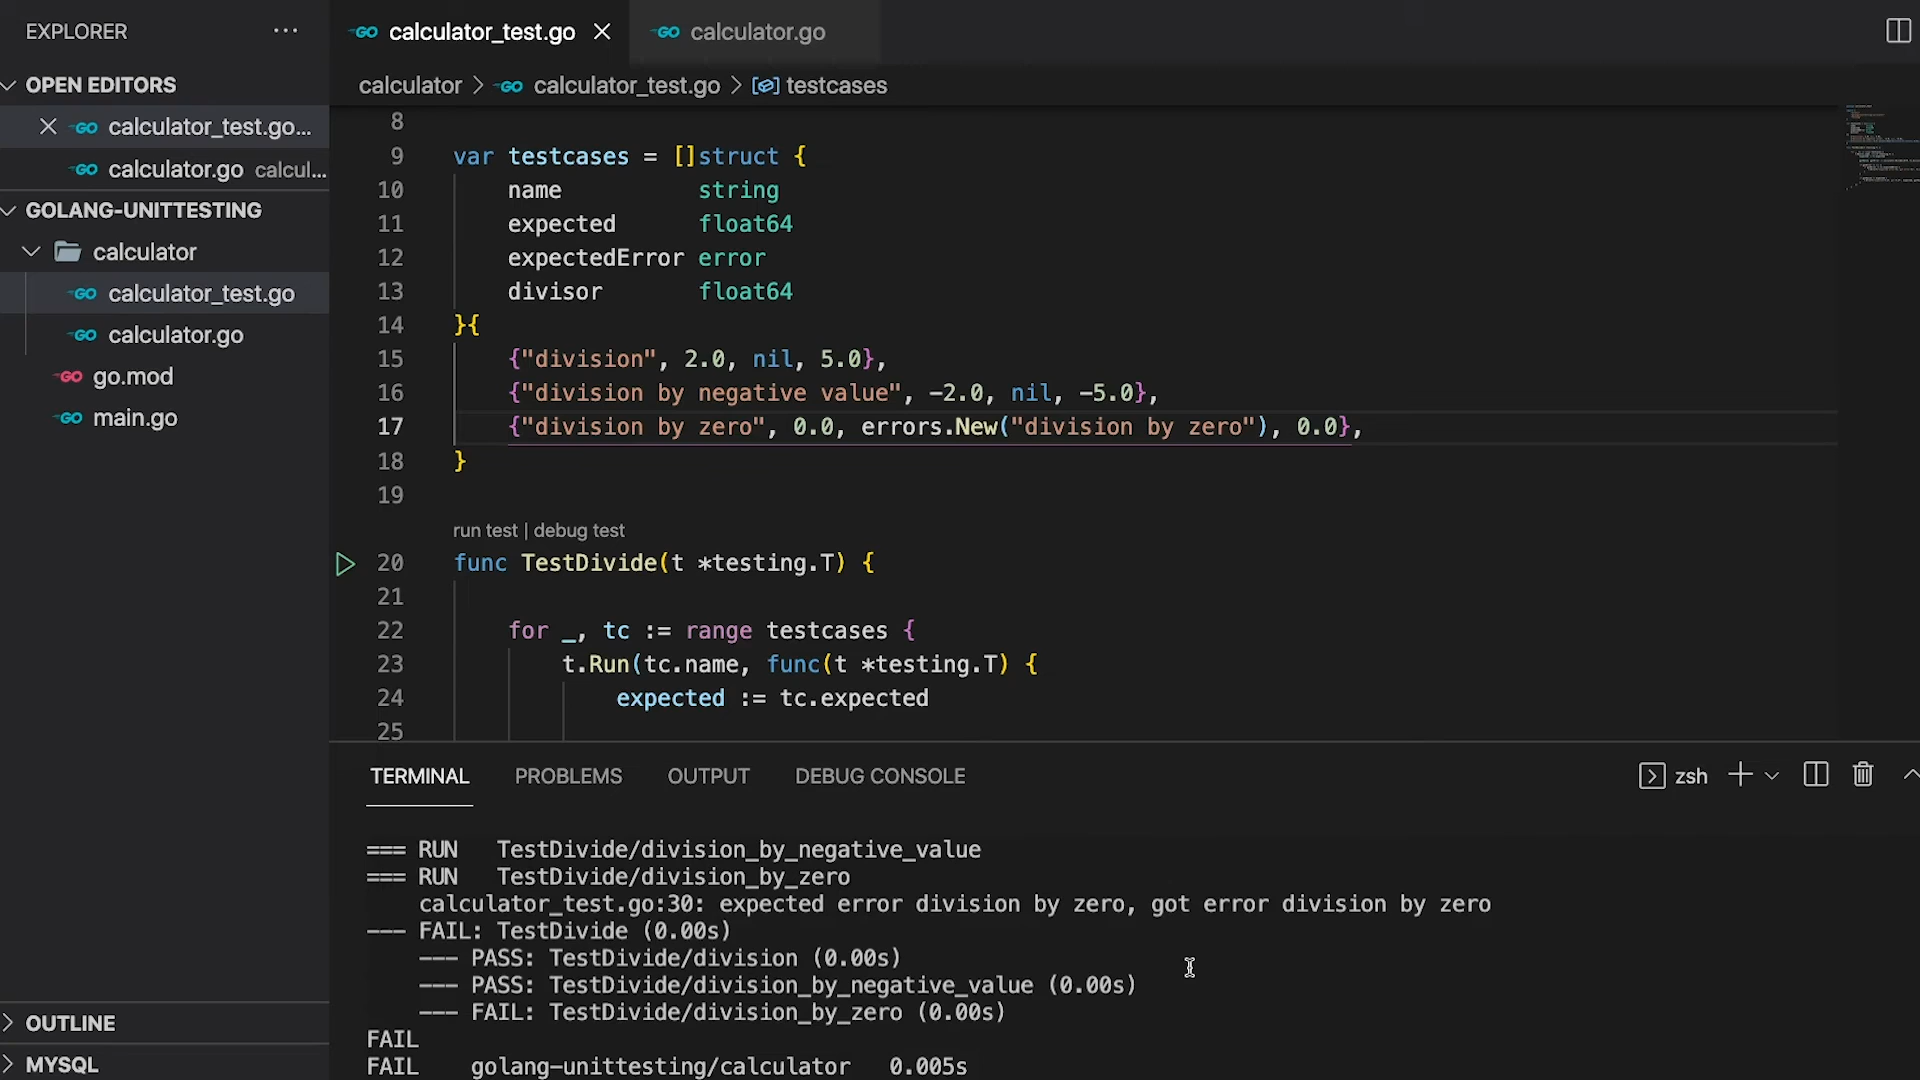 EXPLORER
OPEN EDITORS
calculator_test.go...
calculator.go calcul...
GOLANG-UNITTESTING
calculator
calculator_test.go
calculator.go
go.mod
main.go
OUTLINE
MYSQL
calculator_test.go
calculator.go
calculator > calculator_test.go > testcases
8
9 var testcases = []struct {
10 name string
11 expected float64
12 expectedError error
13 divisor float64
14 }{
15 {"division", 2.0, nil, 5.0},
16 {"division by negative value", -2.0, nil, -5.0},
17 {"division by zero", 0.0, errors.New("division by zero"), 0.0},
18 }
19
run test | debug test
20 func TestDivide(t *testing.T) {
21
22 for _, tc := range testcases {
23 t.Run(tc.name, func(t *testing.T) {
24 expected := tc.expected
25
TERMINAL PROBLEMS OUTPUT DEBUG CONSOLE zsh
=== RUN TestDivide/division_by_negative_value
=== RUN TestDivide/division_by_zero
calculator_test.go:30: expected error division by zero, got error division by zero
--- FAIL: TestDivide (0.00s)
--- PASS: TestDivide/division (0.00s)
--- PASS: TestDivide/division_by_negative_value (0.00s)
--- FAIL: TestDivide/division_by_zero (0.00s)
FAIL
FAIL golang-unittesting/calculator 0.005s